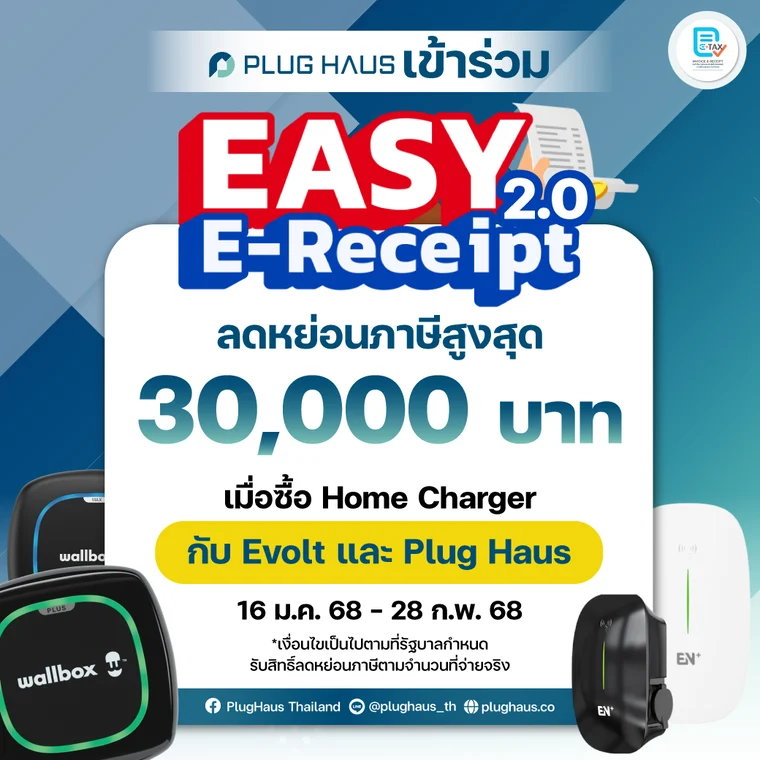 PLUG HAUS เข้าร่วม
E-TAX
INVOICE & RECEIPT
EASY
E-Receipt 2.0
ลดหย่อนภาษีสูงสุด
30,000 บาท
เมื่อซื้อ Home Charger
กับ Evolt และ Plug Haus
16 ม.ค. 68 - 28 ก.พ. 68
*เงื่อนไขเป็นไปตามที่รัฐบาลกำหนด
รับสิทธิ์ลดหย่อนภาษีตามจำนวนที่จ่ายจริง
MAX
wallbox
PLUS
wallbox
EN+
EN+
PlugHaus Thailand LINE @plughaus_th plughaus.co